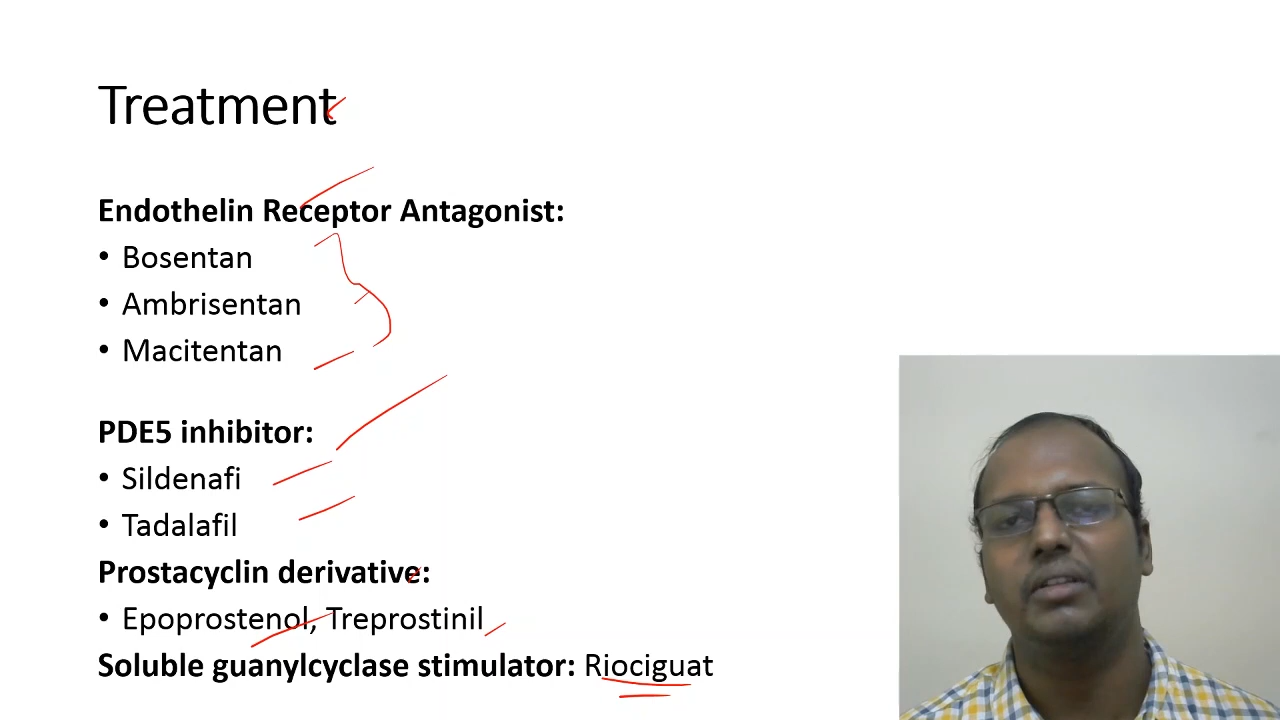 Treatment
Endothelin Receptor Antagonist:
• Bosentan
• Ambrisentan
• Macitentan
PDE5 inhibitor:
• Sildenafi
• Tadalafil
Prostacyclin derivative:
• Epoprostenol, Treprostinil
Soluble guanylcyclase stimulator: Riociguat